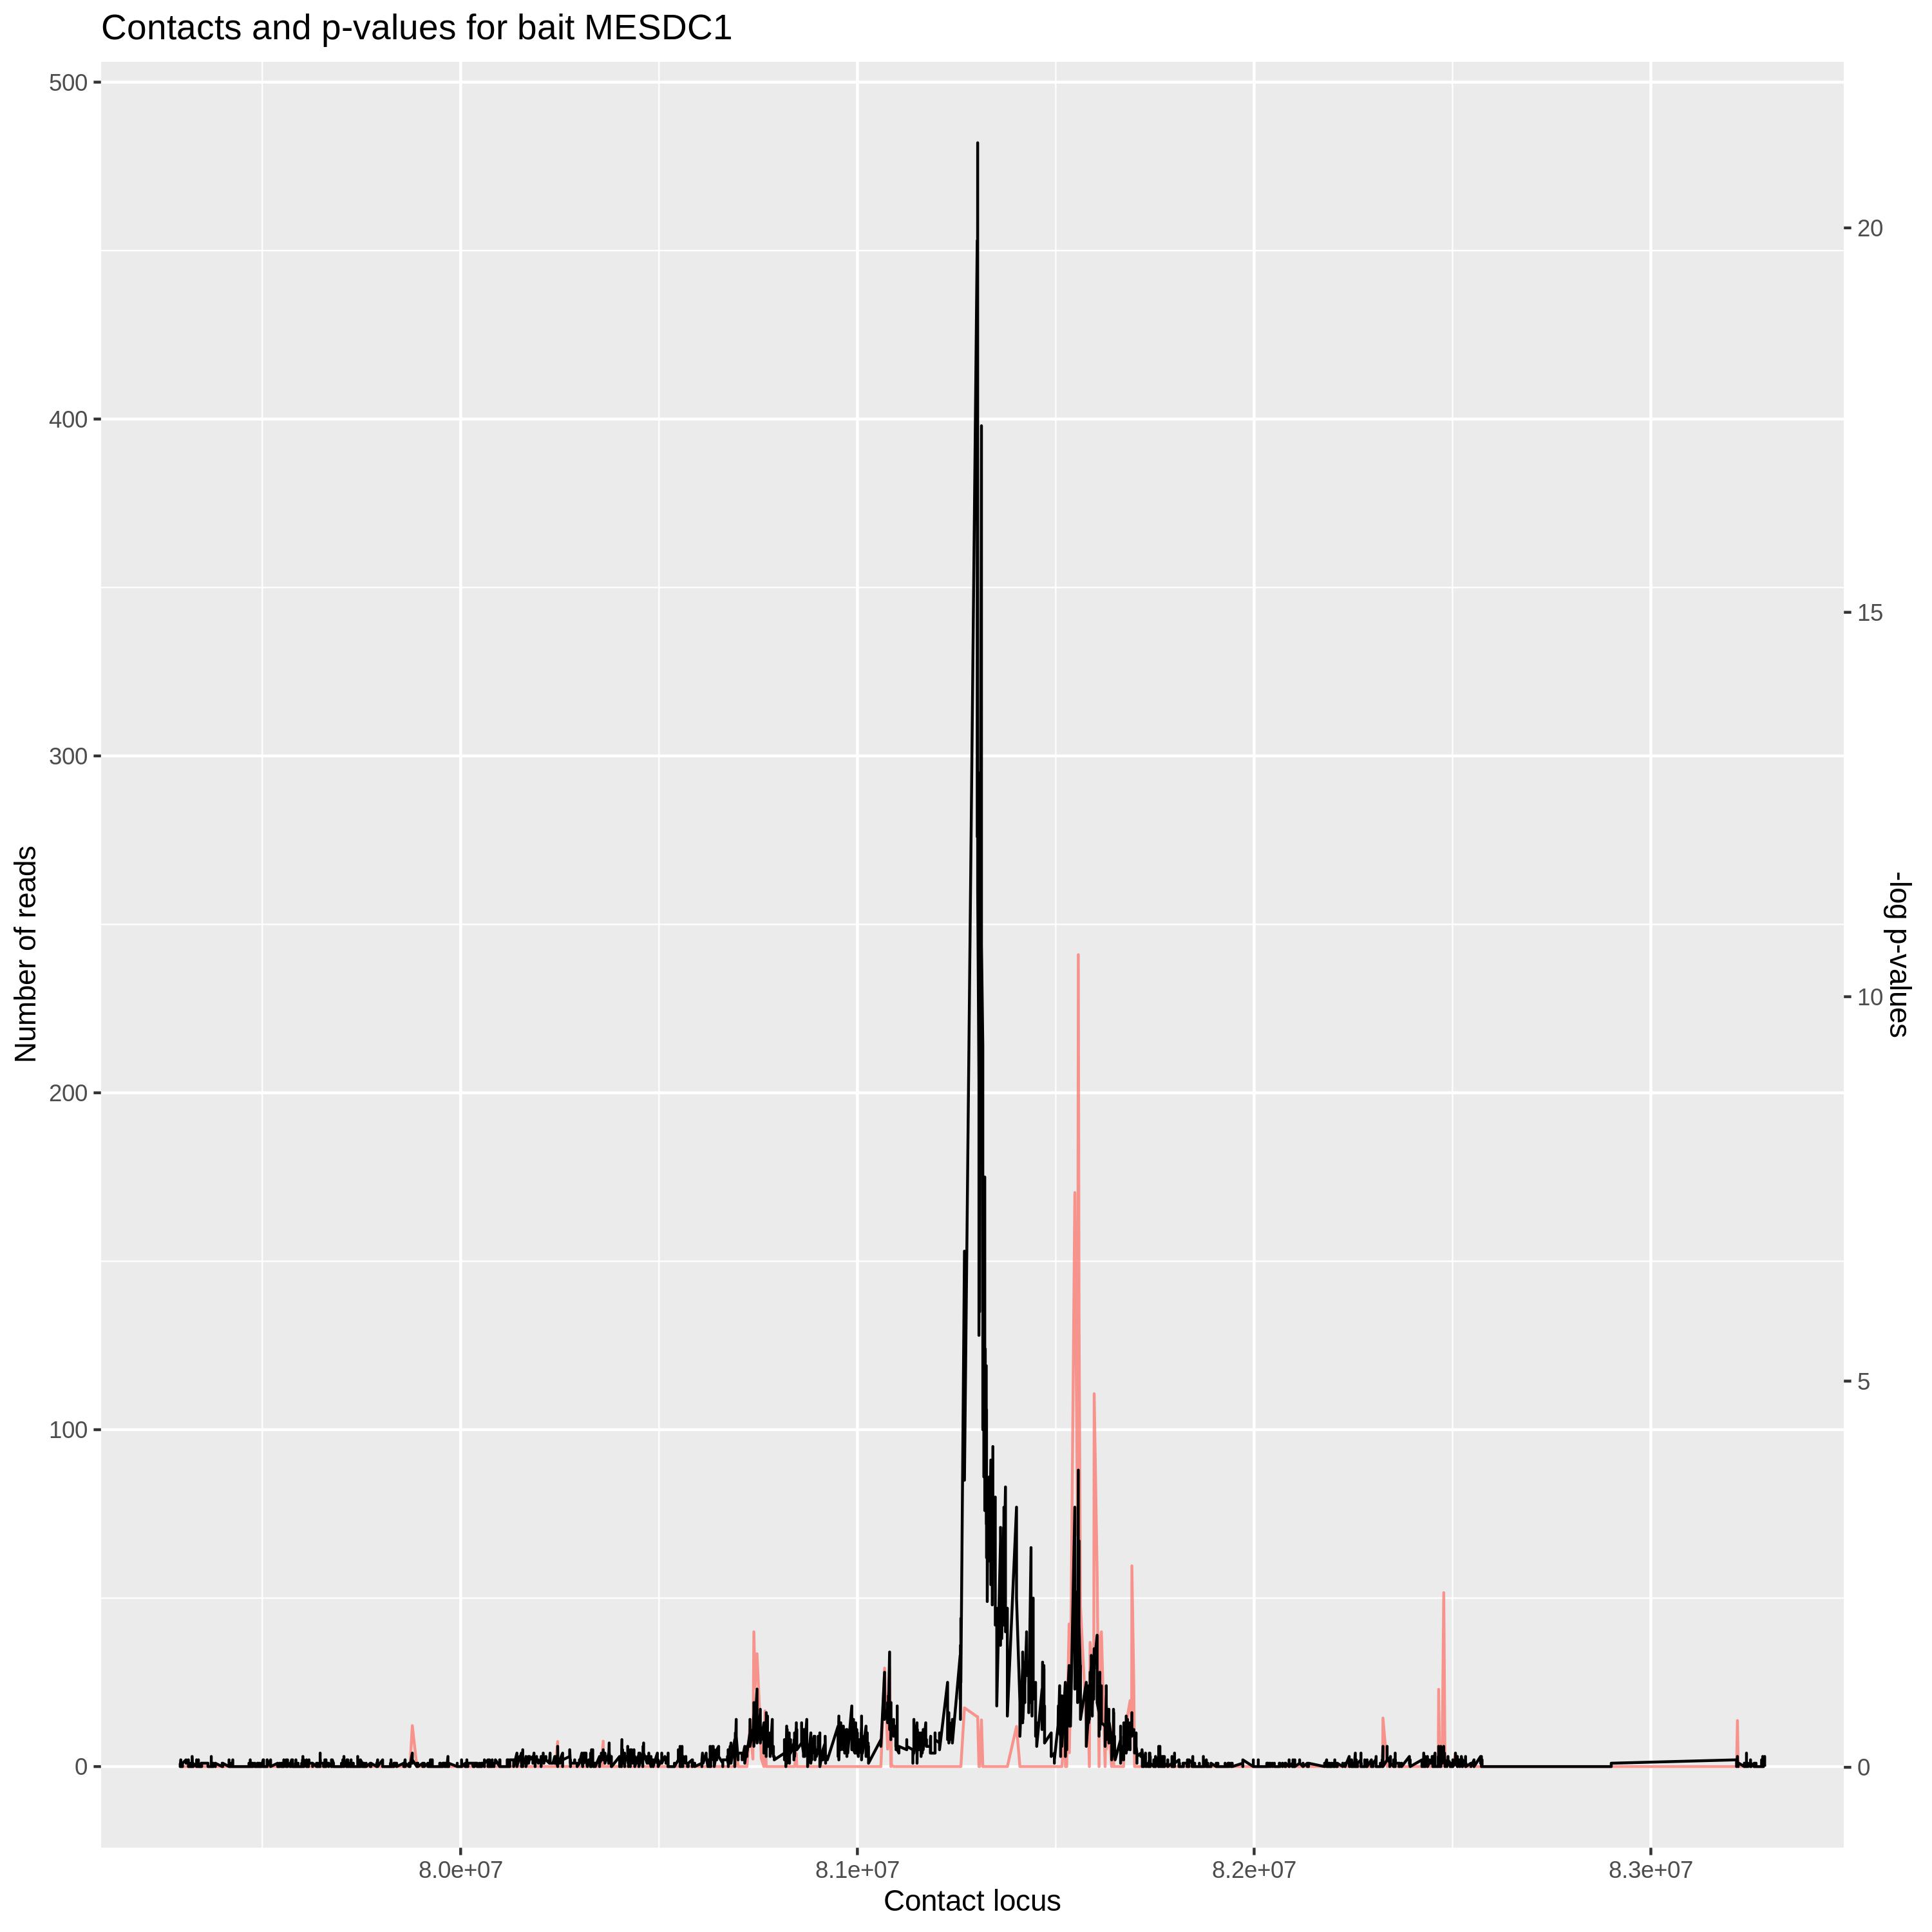 Contacts and p-values for bait MESDC1
500
400
300
200
100
0
Number of reads
20
15
10
5
0
-log p-values
8.0e+07
8.1e+07
8.2e+07
8.3e+07
Contact locus